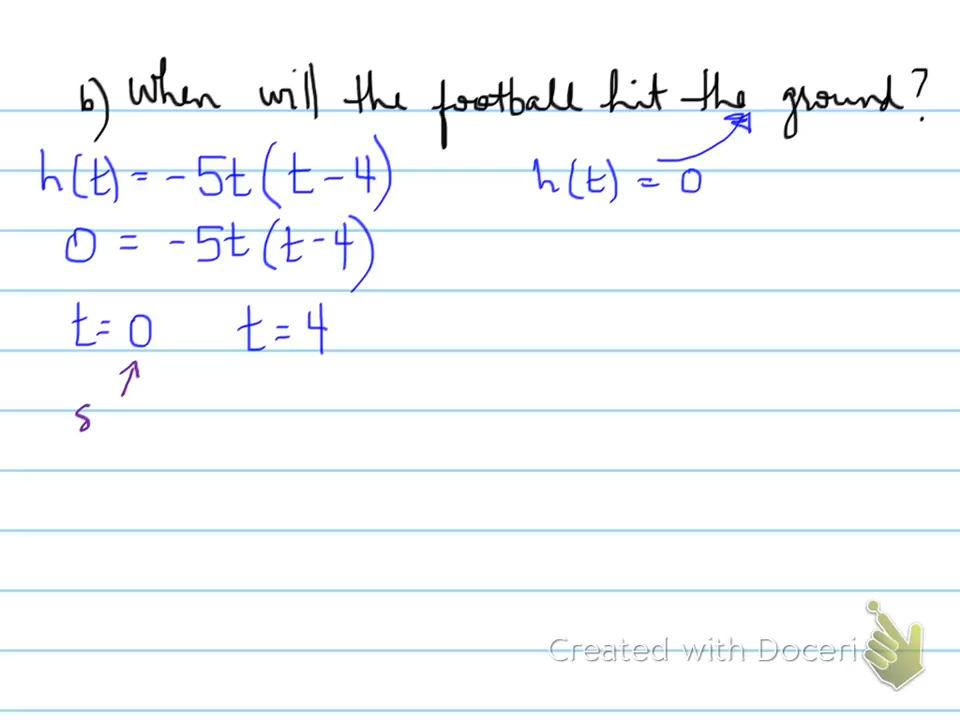 b) When will the football hit the ground?
h(t) = -5t(t-4) h(t) = 0
0 = -5t(t-4)
t=0 t=4
s
Created with Doceri